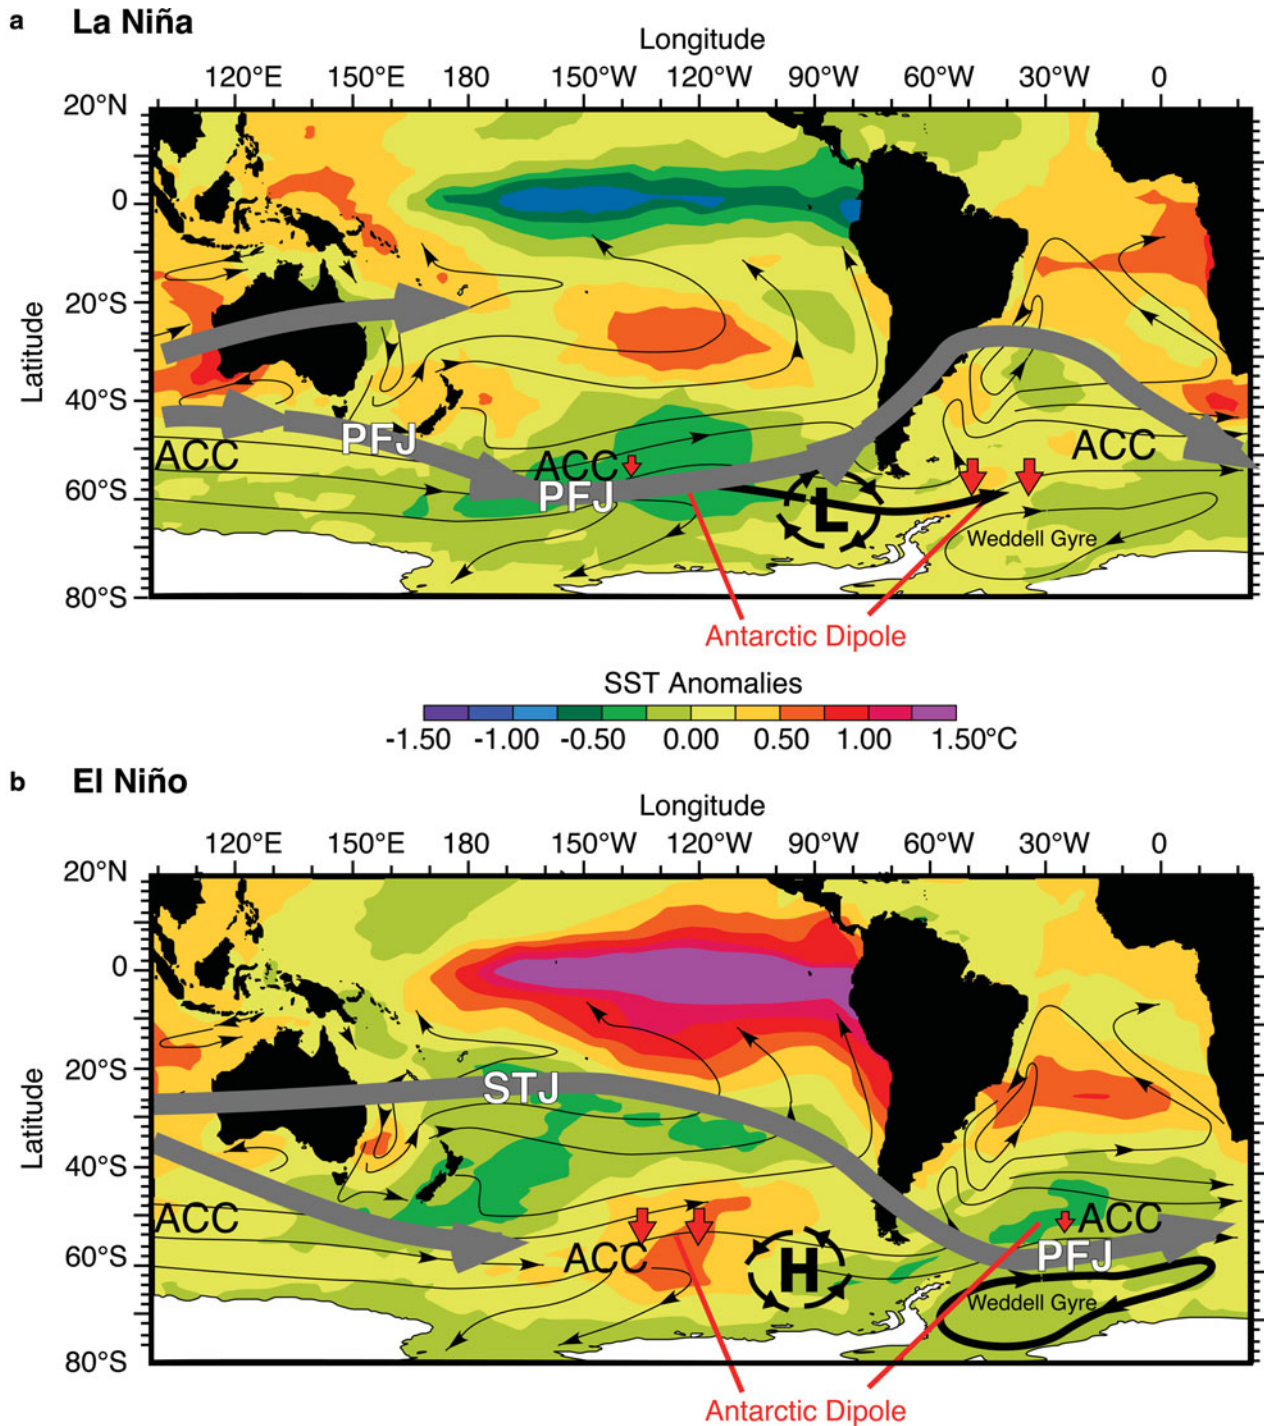 a La Niña
Longitude
120°E 150°E 180 150°W 120°W 90°W 60°W 30°W 0
20°N
0
20°S
40°S
60°S
80°S
Latitude
PFJ
ACC
ACC
ACC
PFJ
L
Weddell Gyre
Antarctic Dipole
SST Anomalies
-1.50 -1.00 -0.50 0.00 0.50 1.00 1.50°C
b El Niño
Longitude
120°E 150°E 180 150°W 120°W 90°W 60°W 30°W 0
20°N
0
20°S
40°S
60°S
80°S
Latitude
STJ
ACC
ACC
ACC
H
PFJ
Weddell Gyre
Antarctic Dipole